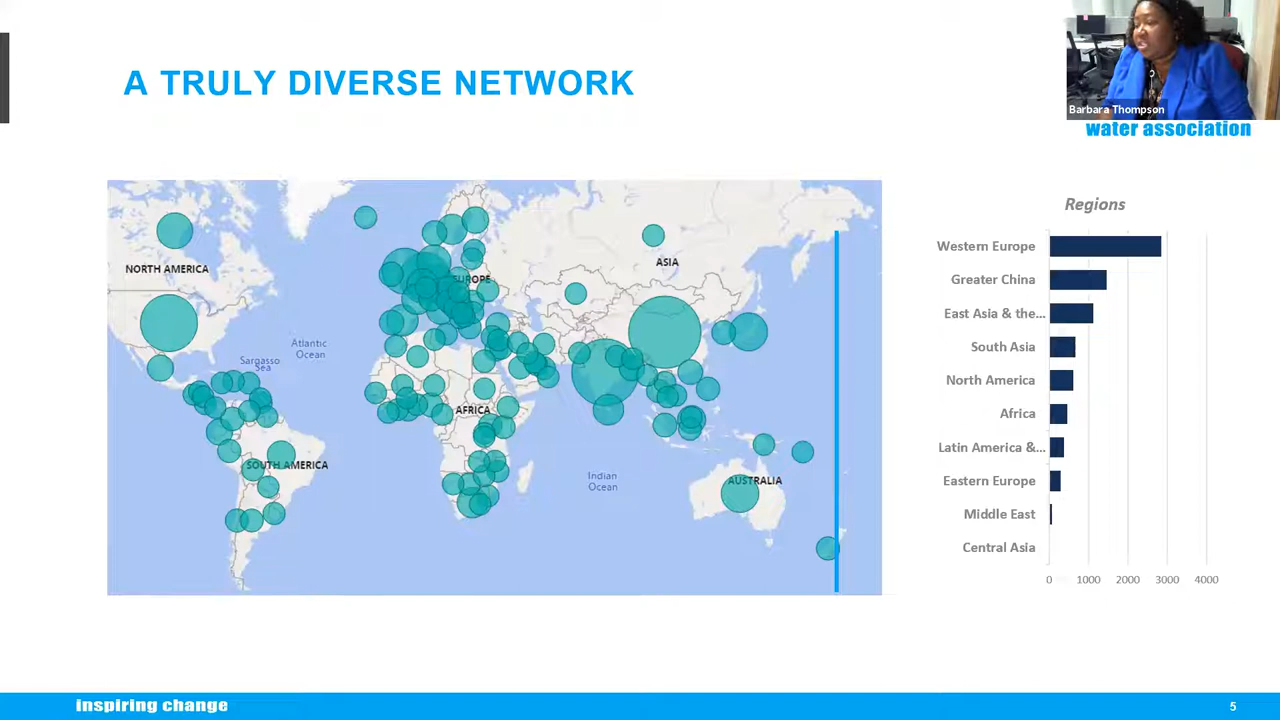 A TRULY DIVERSE NETWORK
Barbara Thompson
water association
NORTH AMERICA
ASIA
EUROPE
Atlantic
Ocean
Sargasso
Sea
AFRICA
SOUTH AMERICA
Indian
Ocean
AUSTRALIA
Regions
Western Europe
Greater China
East Asia & the...
South Asia
North America
Africa
Latin America &...
Eastern Europe
Middle East
Central Asia
0 1000 2000 3000 4000
inspiring change
5